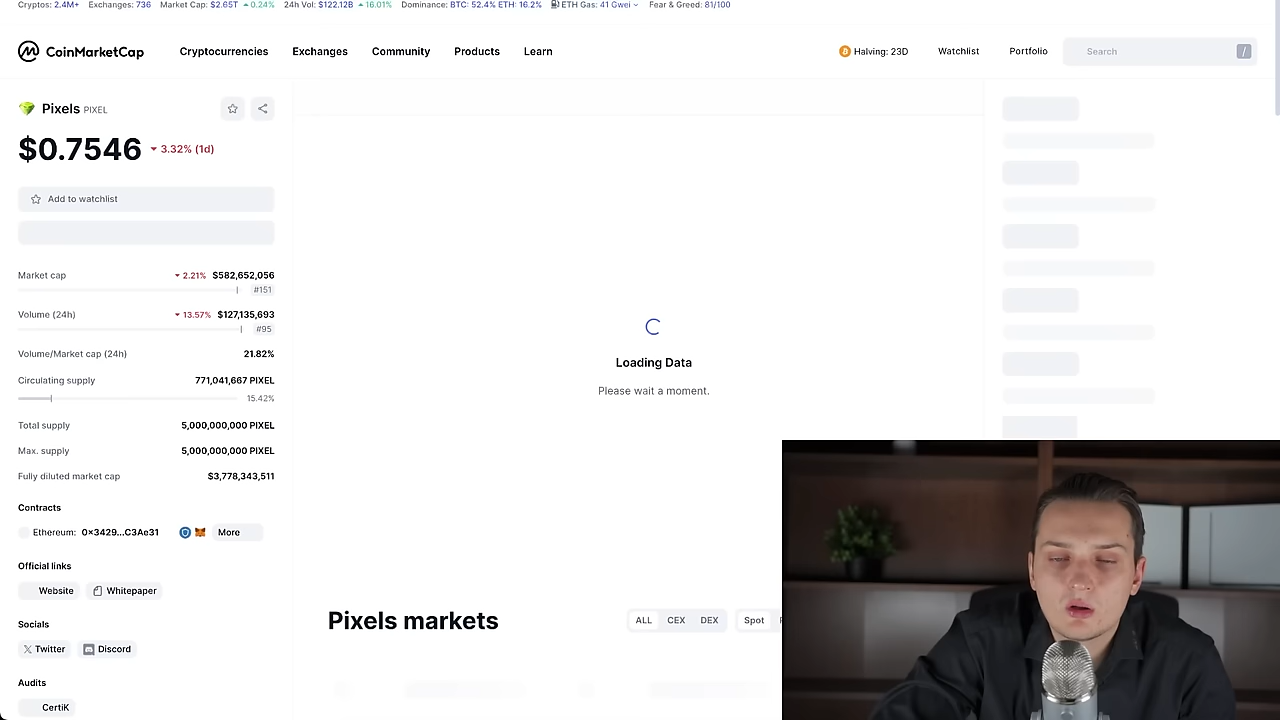 Cryptos: 2.4M+ Exchanges: 736 Market Cap: $2.65T 0.24% 24h Vol: $122.12B 16.01% Dominance: BTC: 52.4% ETH: 16.2% ETH Gas: 41 Gwei Fear & Greed: 81/100
CoinMarketCap Cryptocurrencies Exchanges Community Products Learn Halving: 23D Watchlist Portfolio Search /
Pixels PIXEL
$0.7546 3.32% (1d)
Add to watchlist
Market cap 2.21% $582,652,056
#151
Volume (24h) 13.57% $127,135,693
#95
Volume/Market cap (24h) 21.82%
Circulating supply 771,041,667 PIXEL
15.42%
Total supply 5,000,000,000 PIXEL
Max. supply 5,000,000,000 PIXEL
Fully diluted market cap $3,778,343,511
Contracts
Ethereum: 0x3429...C3Ae31 More
Official links
Website Whitepaper
Socials
Twitter Discord
Audits
CertiK
Loading Data
Please wait a moment.
Pixels markets ALL CEX DEX Spot